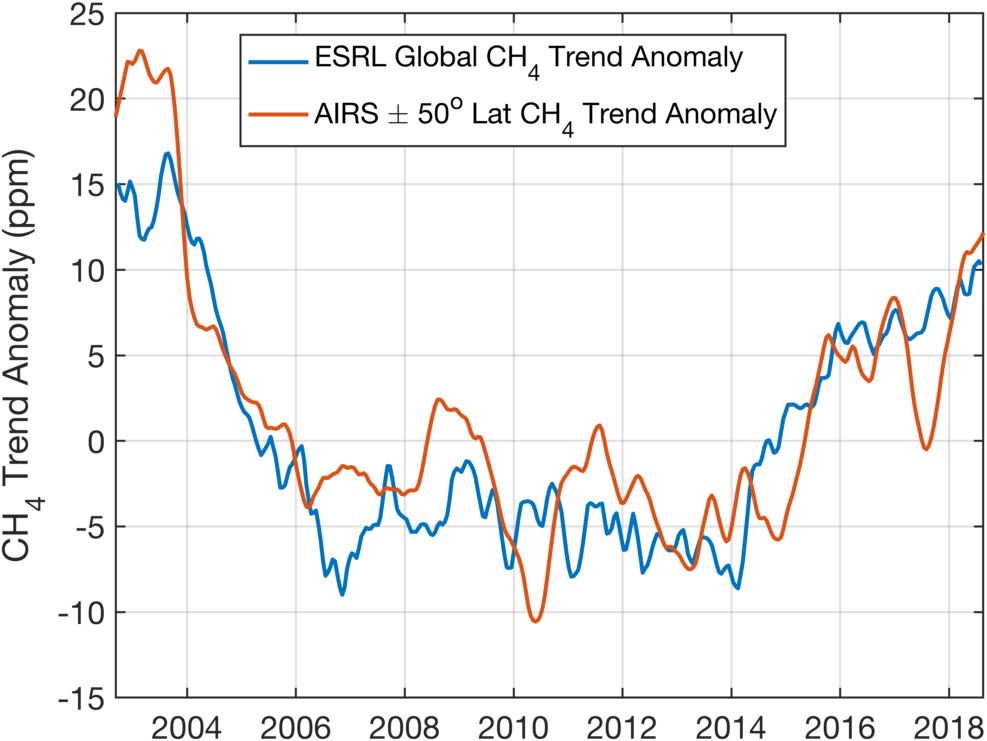 ESRL Global CH4 Trend Anomaly
AIRS ± 50o Lat CH4 Trend Anomaly
CH4 Trend Anomaly (ppm)
25
20
15
10
5
0
-5
-10
-15
2004 2006 2008 2010 2012 2014 2016 2018